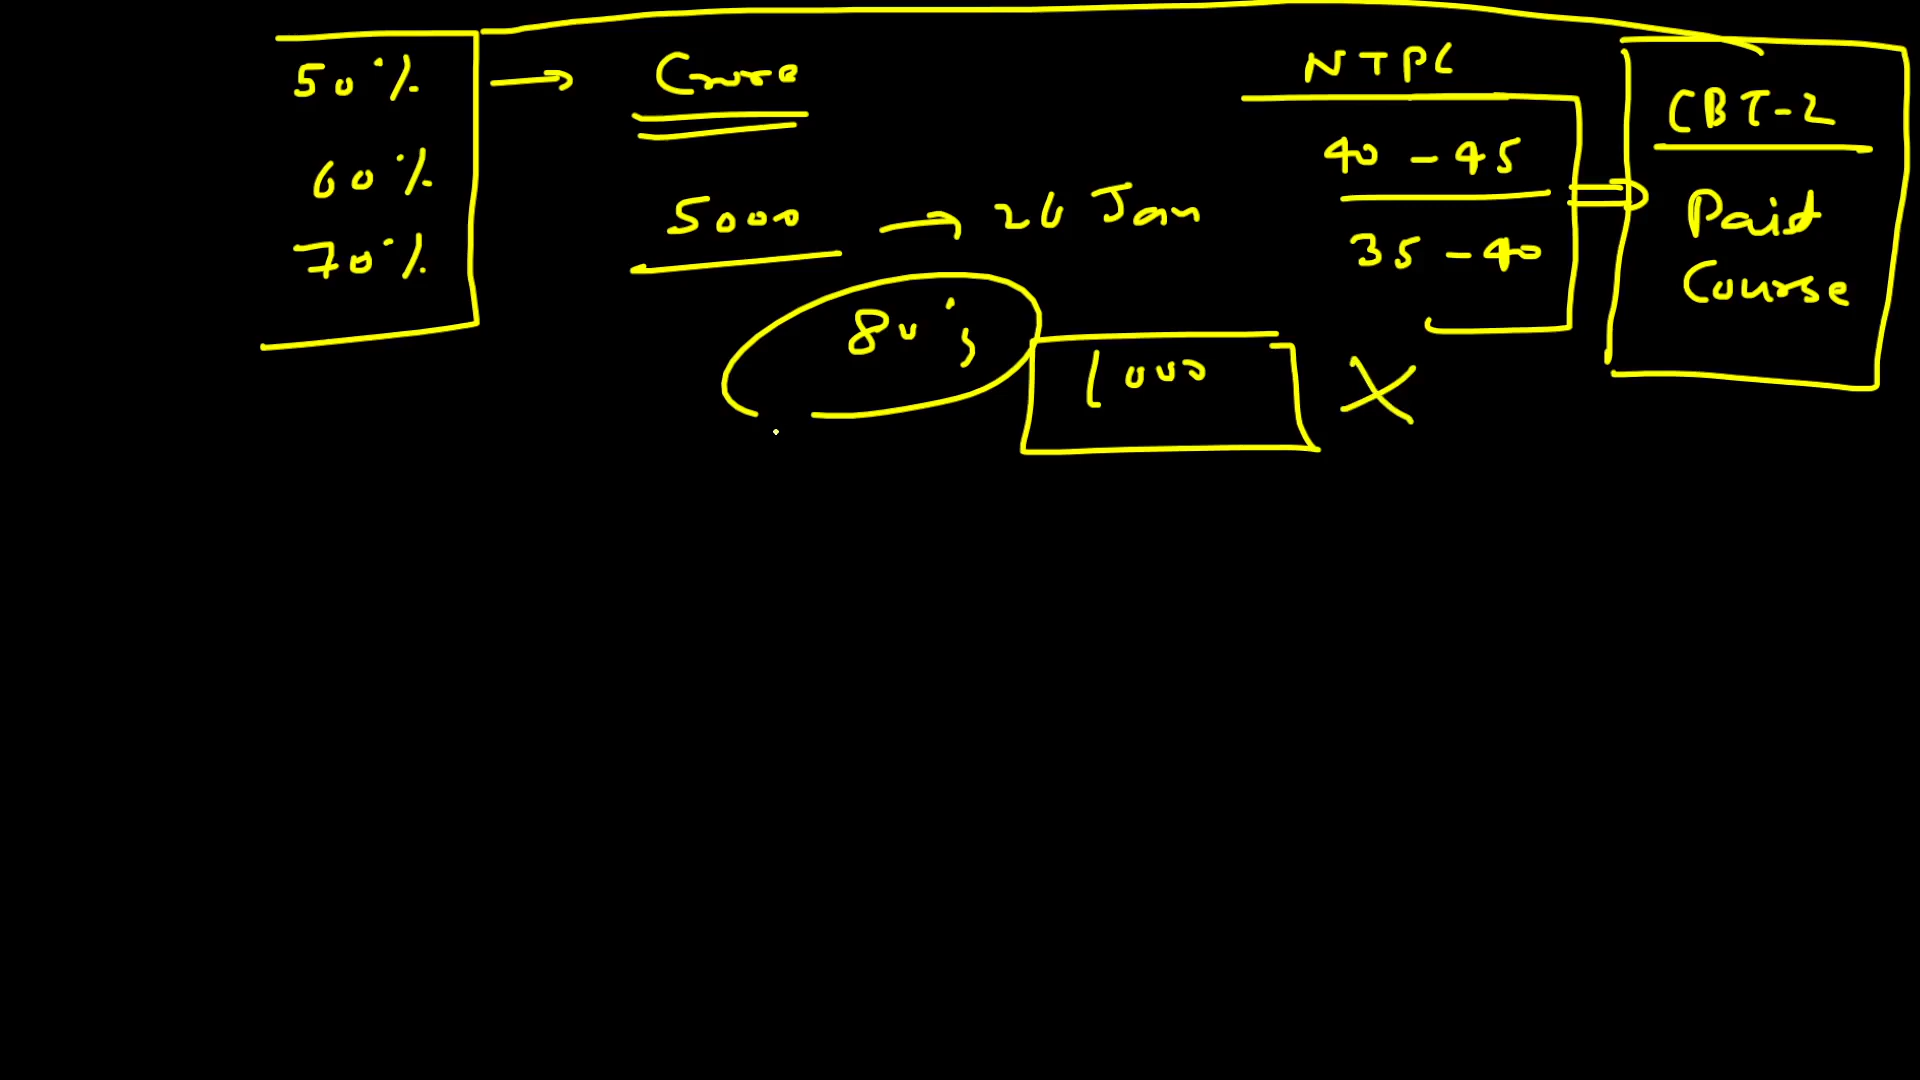 50%
60%
70%
→ Course
5000 → 26 Jan
80%
1000 X
NTPC
40 - 45
35 - 40
CBT-2
Paid
Course